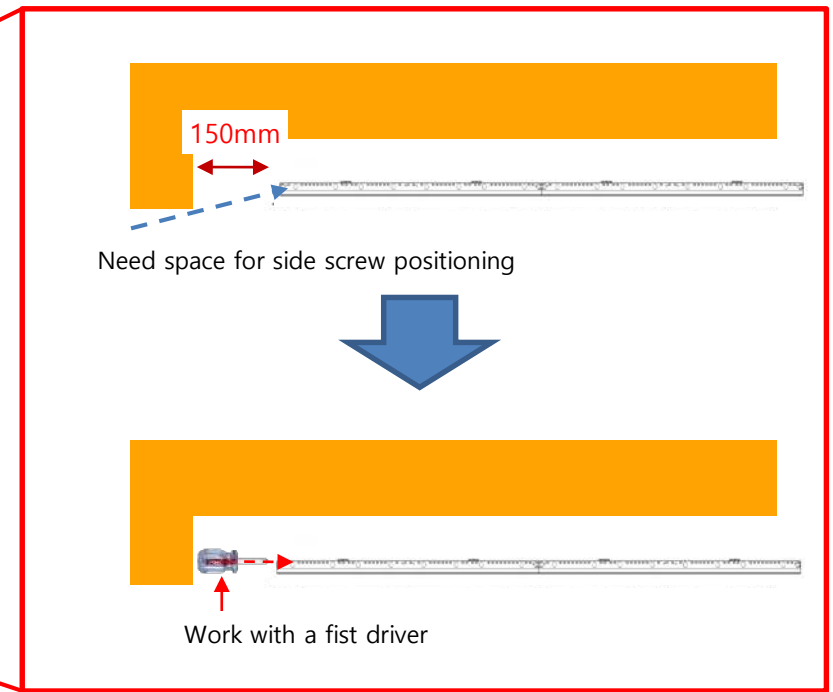 150mm
Need space for side screw positioning
Work with a fist driver